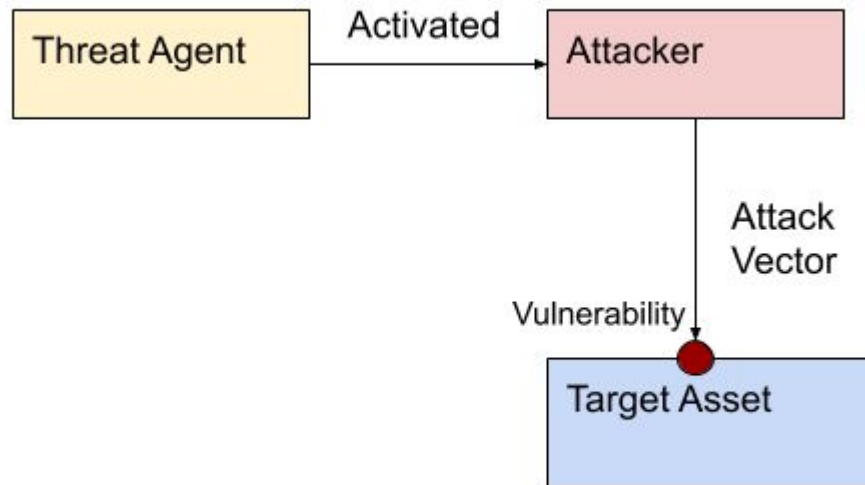 Threat Agent
Activated
Attacker
Attack
Vector
Vulnerability
Target Asset